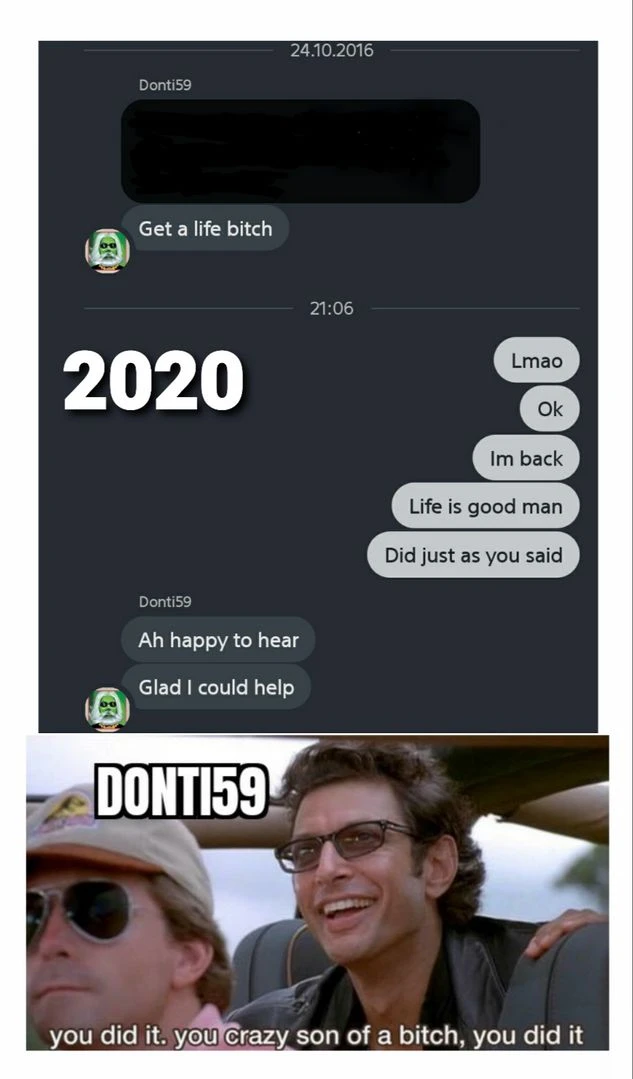 24.10.2016
Donti59
Get a life bitch
21:06
2020
Lmao
Ok
Im back
Life is good man
Did just as you said
Donti59
Ah happy to hear
Glad I could help
DONTI59
you did it. you crazy son of a bitch, you did it